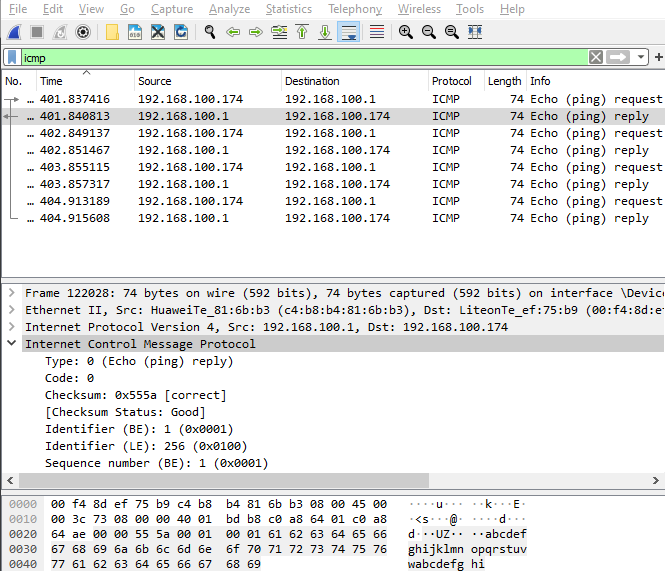 File Edit View Go Capture Analyze Statistics Telephony Wireless Tools Help
icmp
No. Time Source Destination Protocol Length Info
… 401.837416 192.168.100.174 192.168.100.1 ICMP 74 Echo (ping) request
… 401.840813 192.168.100.1 192.168.100.174 ICMP 74 Echo (ping) reply
… 402.849137 192.168.100.174 192.168.100.1 ICMP 74 Echo (ping) request
… 402.851467 192.168.100.1 192.168.100.174 ICMP 74 Echo (ping) reply
… 403.855115 192.168.100.174 192.168.100.1 ICMP 74 Echo (ping) request
… 403.857317 192.168.100.1 192.168.100.174 ICMP 74 Echo (ping) reply
… 404.913189 192.168.100.174 192.168.100.1 ICMP 74 Echo (ping) request
… 404.915608 192.168.100.1 192.168.100.174 ICMP 74 Echo (ping) reply
Frame 122028: 74 bytes on wire (592 bits), 74 bytes captured (592 bits) on interface \Device
Ethernet II, Src: HuaweiTe_81:6b:b3 (c4:b8:b4:81:6b:b3), Dst: LiteonTe_ef:75:b9 (00:f4:8d:ef
Internet Protocol Version 4, Src: 192.168.100.1, Dst: 192.168.100.174
Internet Control Message Protocol
Type: 0 (Echo (ping) reply)
Code: 0
Checksum: 0x555a [correct]
[Checksum Status: Good]
Identifier (BE): 1 (0x0001)
Identifier (LE): 256 (0x0100)
Sequence number (BE): 1 (0x0001)
0000 00 f4 8d ef 75 b9 c4 b8 b4 81 6b b3 08 00 45 00 ····u··· ··k···E·
0010 00 3c 73 08 00 00 40 01 bd b8 c0 a8 64 01 c0 a8 ·<s···@· ····d···
0020 64 ae 00 00 55 5a 00 01 00 01 61 62 63 64 65 66 d···UZ·· ··abcdef
0030 67 68 69 6a 6b 6c 6d 6e 6f 70 71 72 73 74 75 76 ghijklmn opqrstuv
0040 77 61 62 63 64 65 66 67 68 69 wabcdefg hi